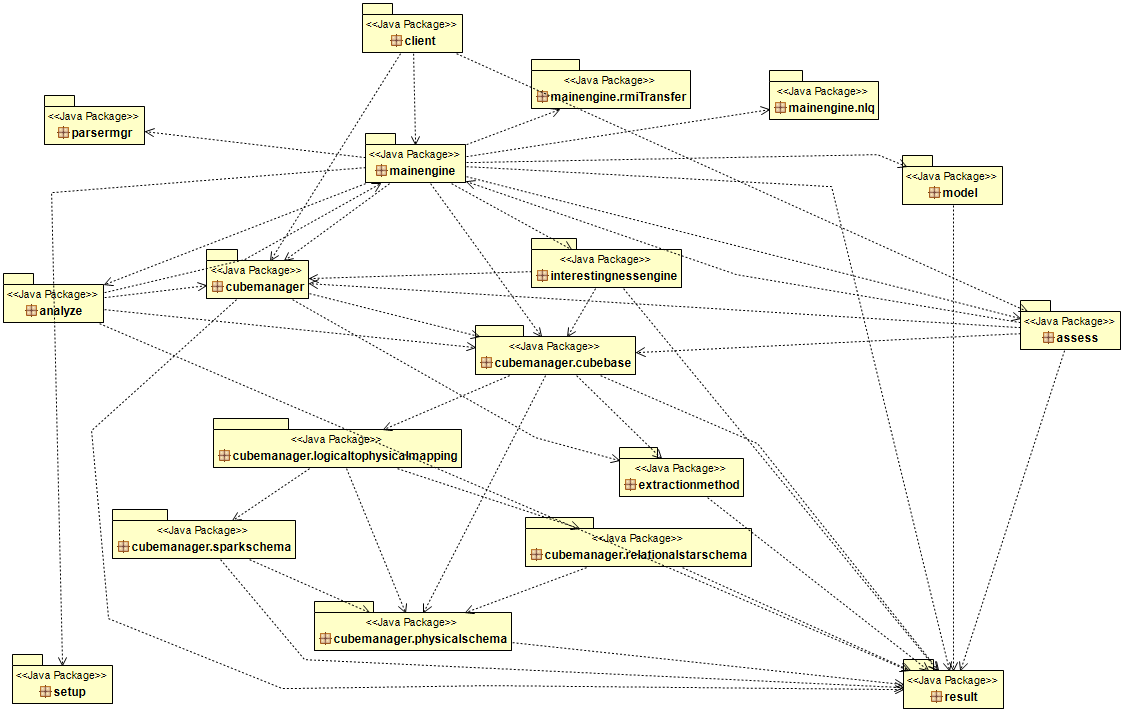 <<Java Package>>
client
<<Java Package>>
mainengine.rmiTransfer
<<Java Package>>
mainengine.nlq
<<Java Package>>
parsermgr
<<Java Package>>
mainengine
<<Java Package>>
model
<<Java Package>>
cubemanager
<<Java Package>>
interestingnessengine
<<Java Package>>
analyze
<<Java Package>>
assess
<<Java Package>>
cubemanager.cubebase
<<Java Package>>
cubemanager.logicaltophysicalmapping
<<Java Package>>
extractionmethod
<<Java Package>>
cubemanager.sparkschema
<<Java Package>>
cubemanager.relationalstarschema
<<Java Package>>
cubemanager.physicalschema
<<Java Package>>
setup
<<Java Package>>
result